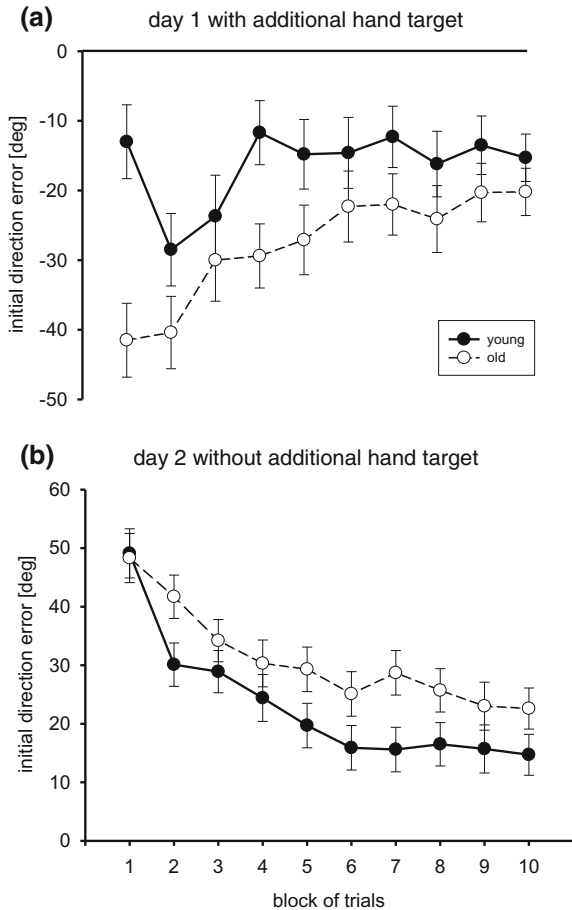 (a) day 1 with additional hand target
0
-10
-20
-30
-40
-50
initial direction error [deg]
young
old
(b) day 2 without additional hand target
60
50
40
30
20
10
0
initial direction error [deg]
1 2 3 4 5 6 7 8 9 10
block of trials